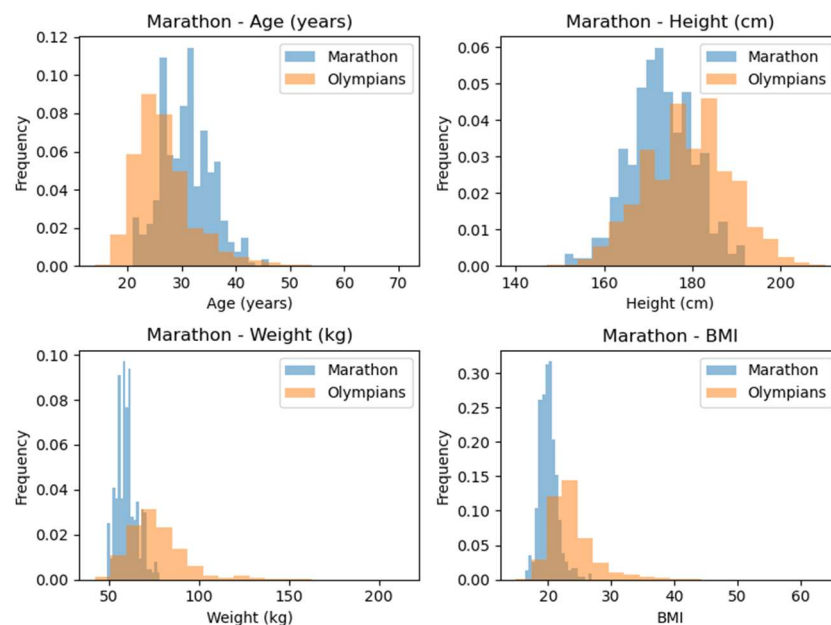 Marathon - Age (years)
0.12
0.10
0.08
0.06
0.04
0.02
0.00
Frequency
Marathon
Olympians
20 30 40 50 60 70
Age (years)
Marathon - Height (cm)
0.06
0.05
0.04
0.03
0.02
0.01
0.00
Frequency
Marathon
Olympians
140 160 180 200
Height (cm)
Marathon - Weight (kg)
0.10
0.08
0.06
0.04
0.02
0.00
Frequency
Marathon
Olympians
50 100 150 200
Weight (kg)
Marathon - BMI
0.30
0.25
0.20
0.15
0.10
0.05
0.00
Frequency
Marathon
Olympians
20 30 40 50 60
BMI